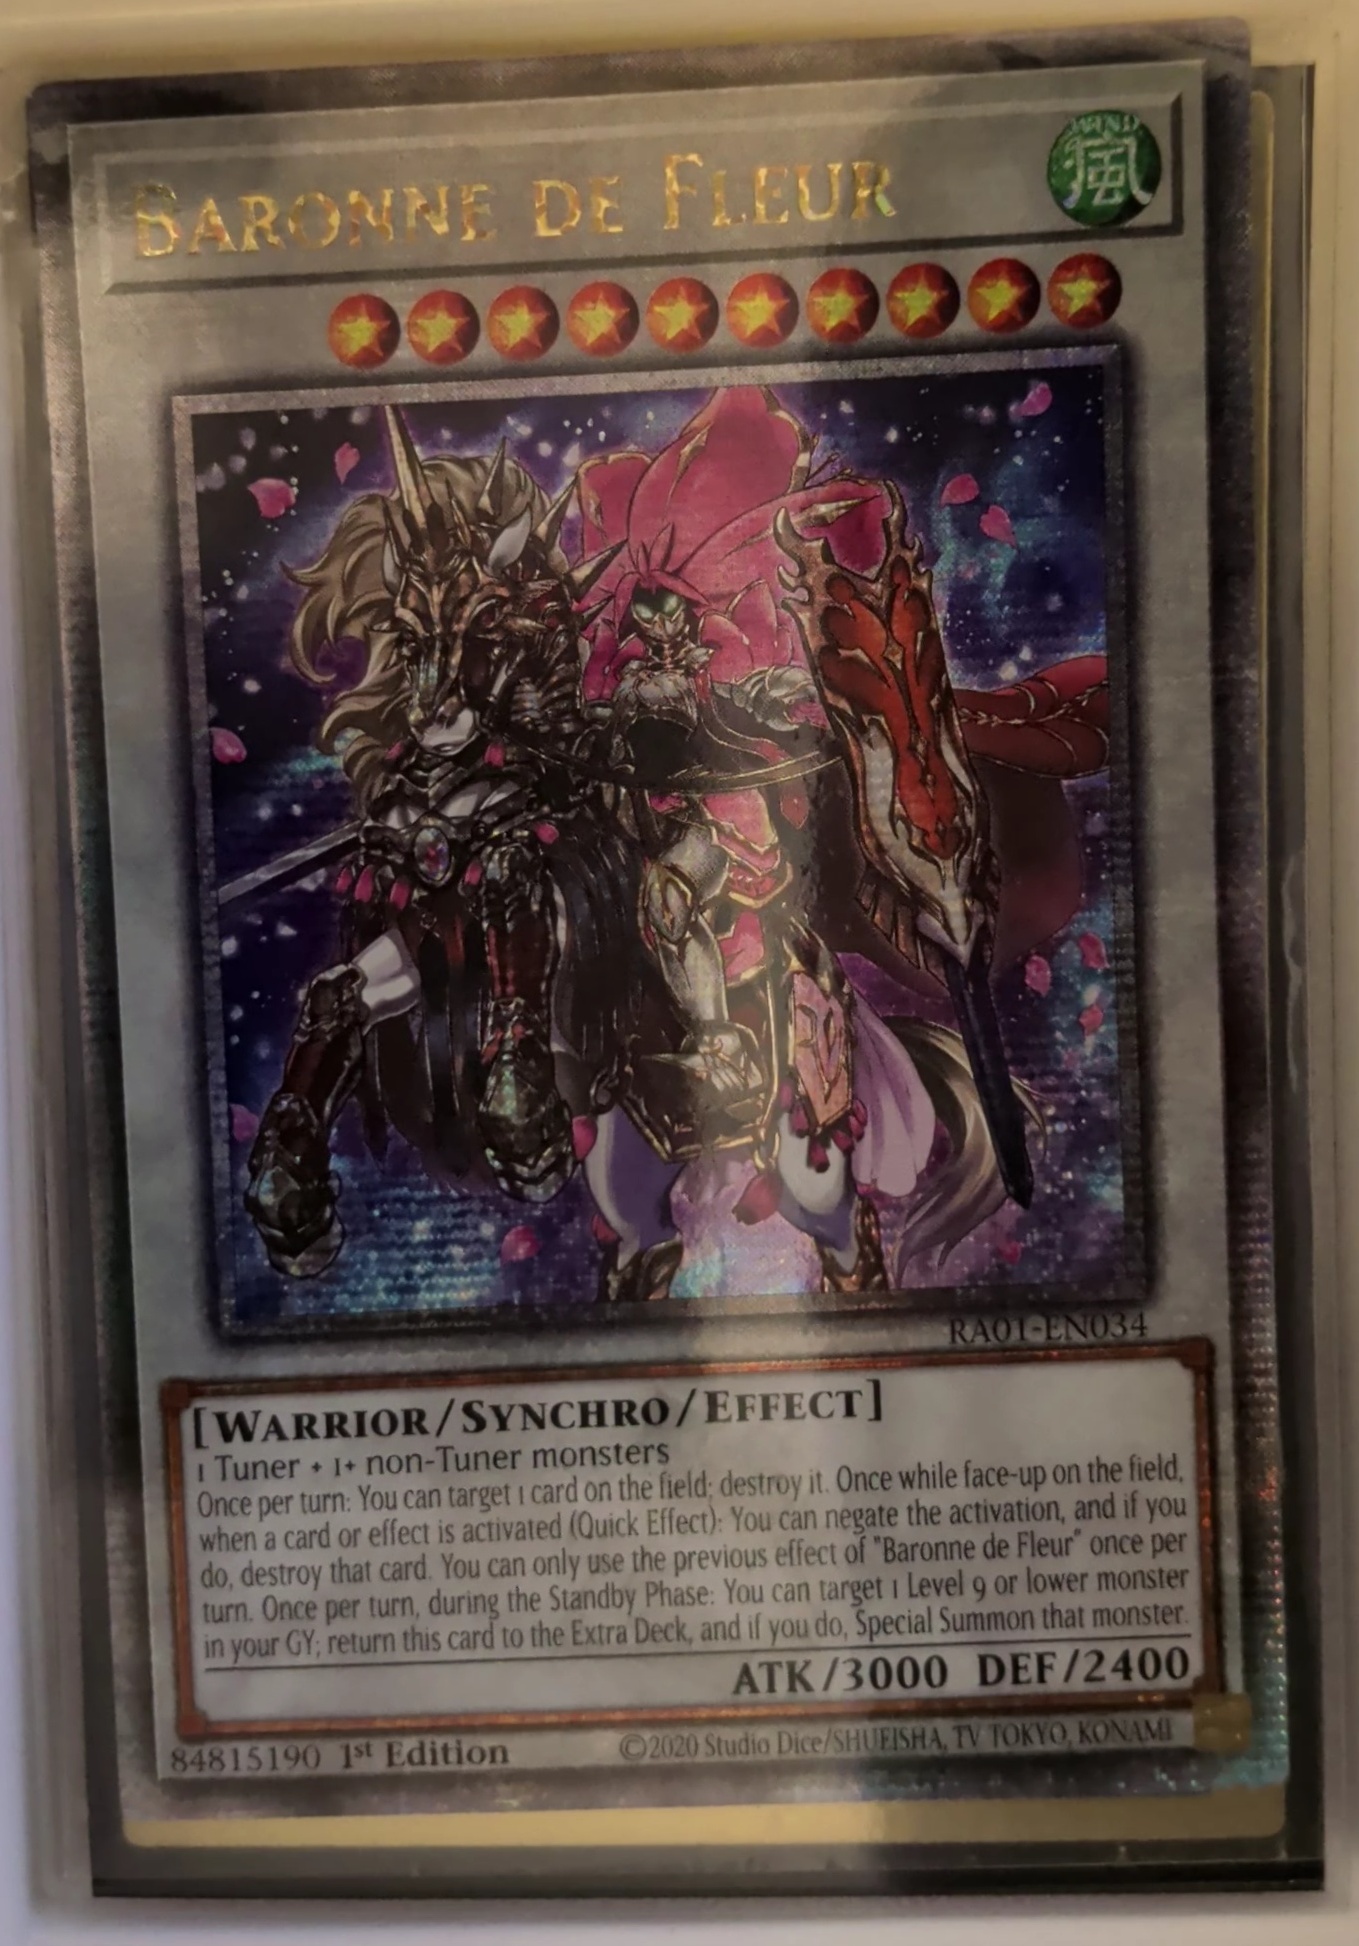 BARONNE DE FLEUR
WIND
風
RA01-EN034
[WARRIOR/SYNCHRO/EFFECT]
1 Tuner + 1+ non-Tuner monsters
Once per turn: You can target 1 card on the field; destroy it. Once while face-up on the field,
when a card or effect is activated (Quick Effect): You can negate the activation, and if you
do, destroy that card. You can only use the previous effect of "Baronne de Fleur" once per
turn. Once per turn, during the Standby Phase: You can target 1 Level 9 or lower monster
in your GY; return this card to the Extra Deck, and if you do, Special Summon that monster.
ATK/3000 DEF/2400
84815190 1st Edition ©2020 Studio Dice/SHUEISHA, TV TOKYO, KONAMI